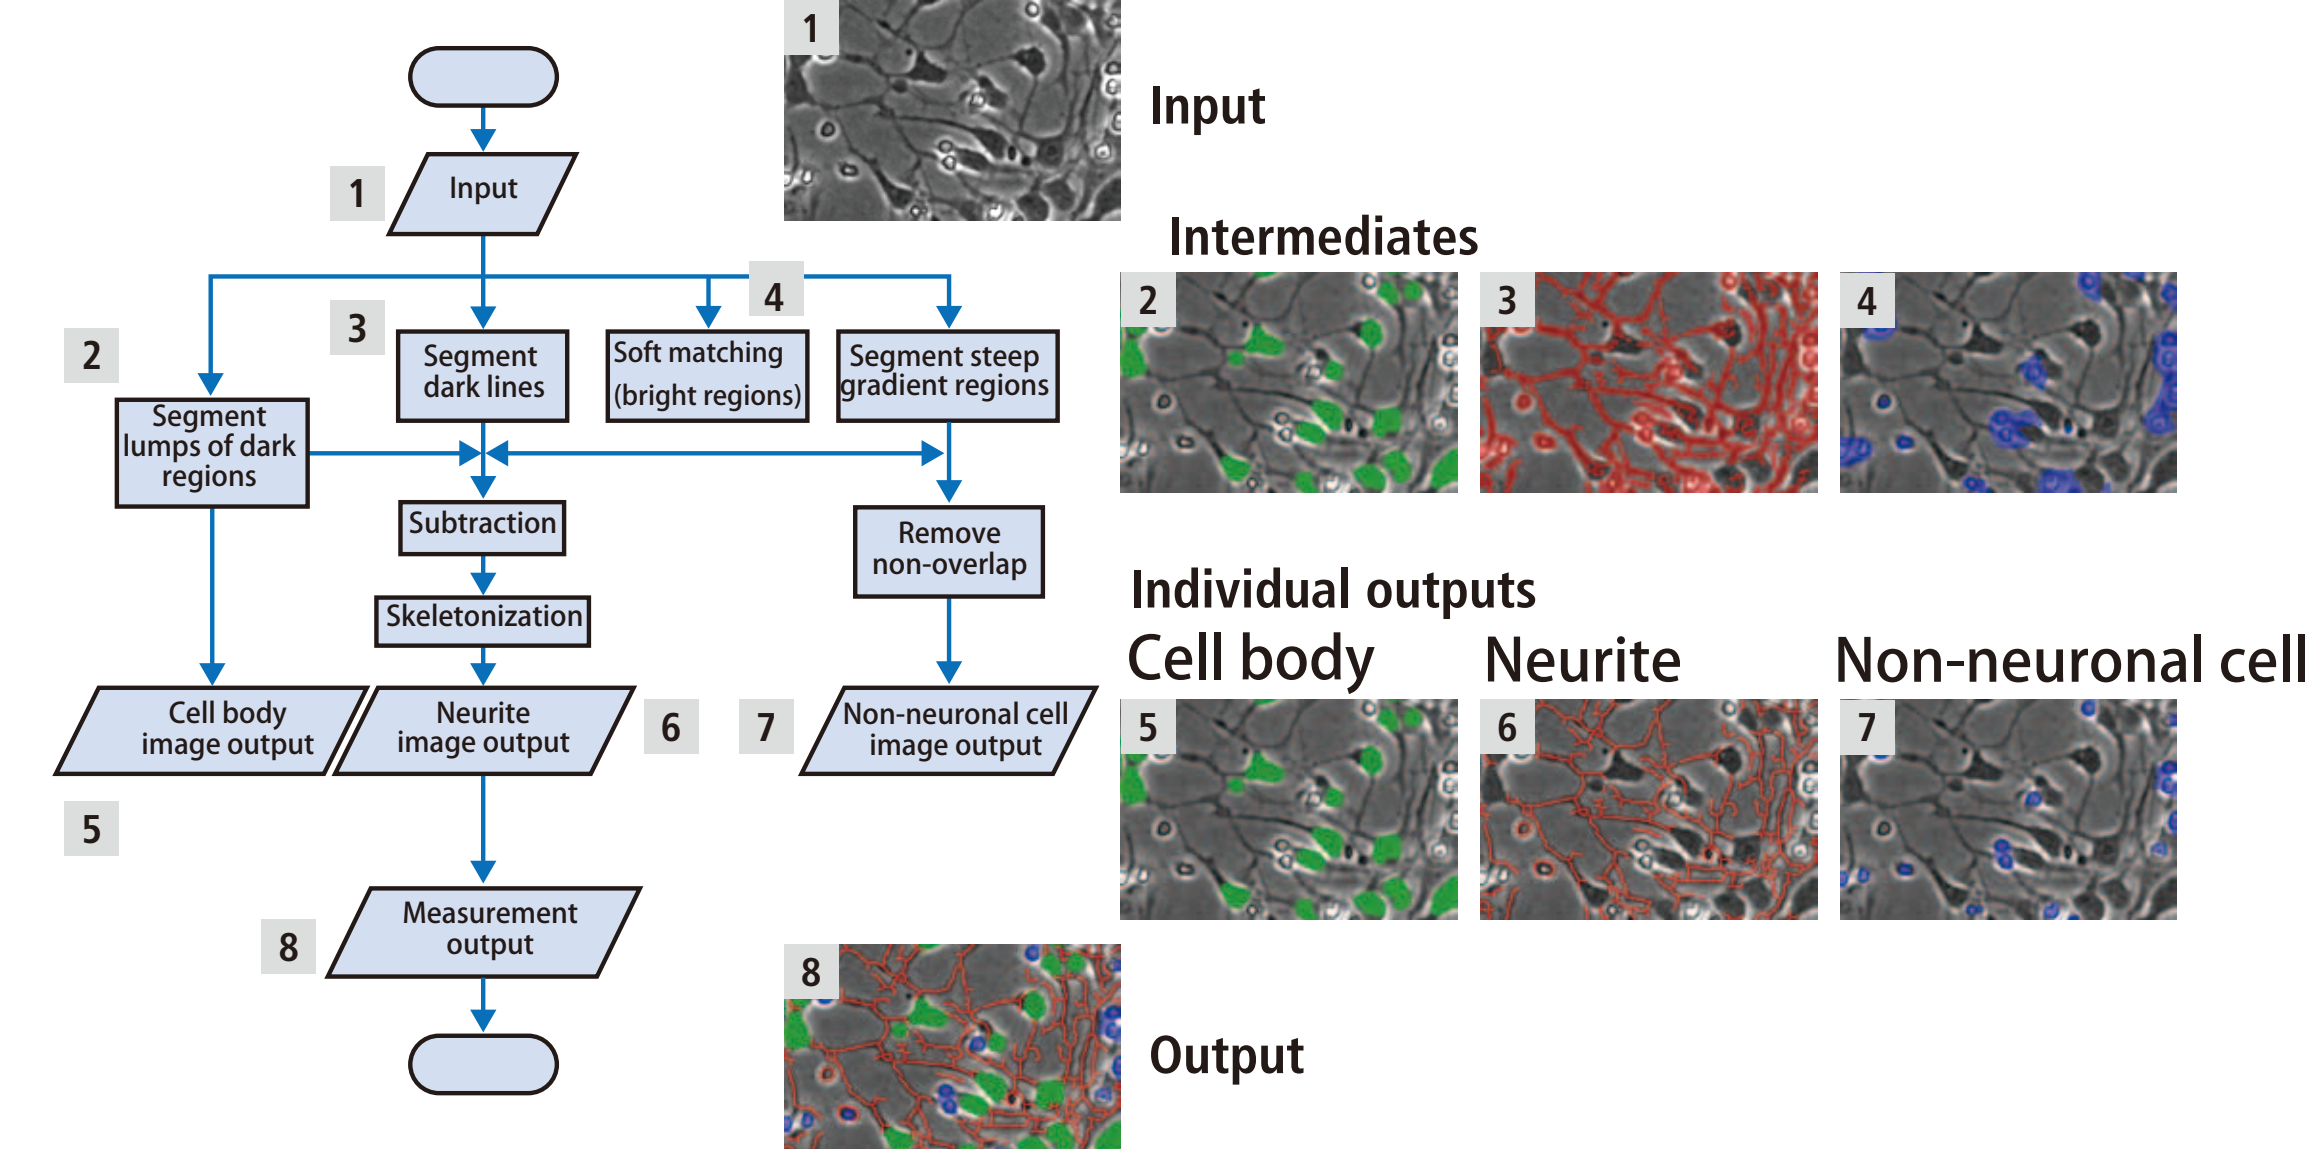 1
Input
1
Input
Intermediates
2
3
4
Segment
lumps of dark
regions
Segment
dark lines
Soft matching
(bright regions)
Segment steep
gradient regions
2
3
4
Subtraction
Remove
non-overlap
Skeletonization
Individual outputs
Cell body
Neurite
Non-neuronal cell
Cell body
image output
Neurite
image output
6
7
Non-neuronal cell
image output
5
6
7
5
8
Measurement
output
8
Output